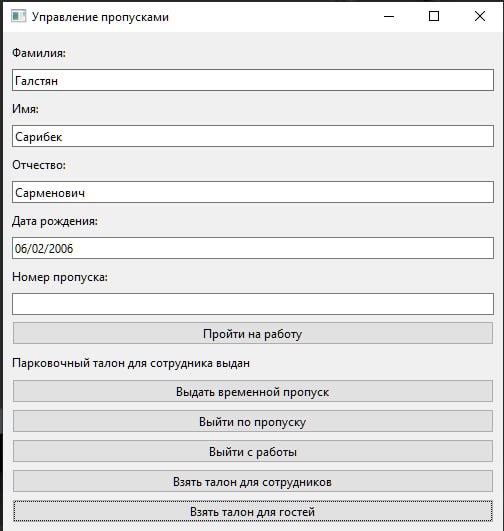 Управление пропусками
Фамилия:
Галстян
Имя:
Сарибек
Отчество:
Сарменович
Дата рождения:
06/02/2006
Номер пропуска:
Пройти на работу
Парковочный талон для сотрудника выдан
Выдать временной пропуск
Выйти по пропуску
Выйти с работы
Взять талон для сотрудников
Взять талон для гостей